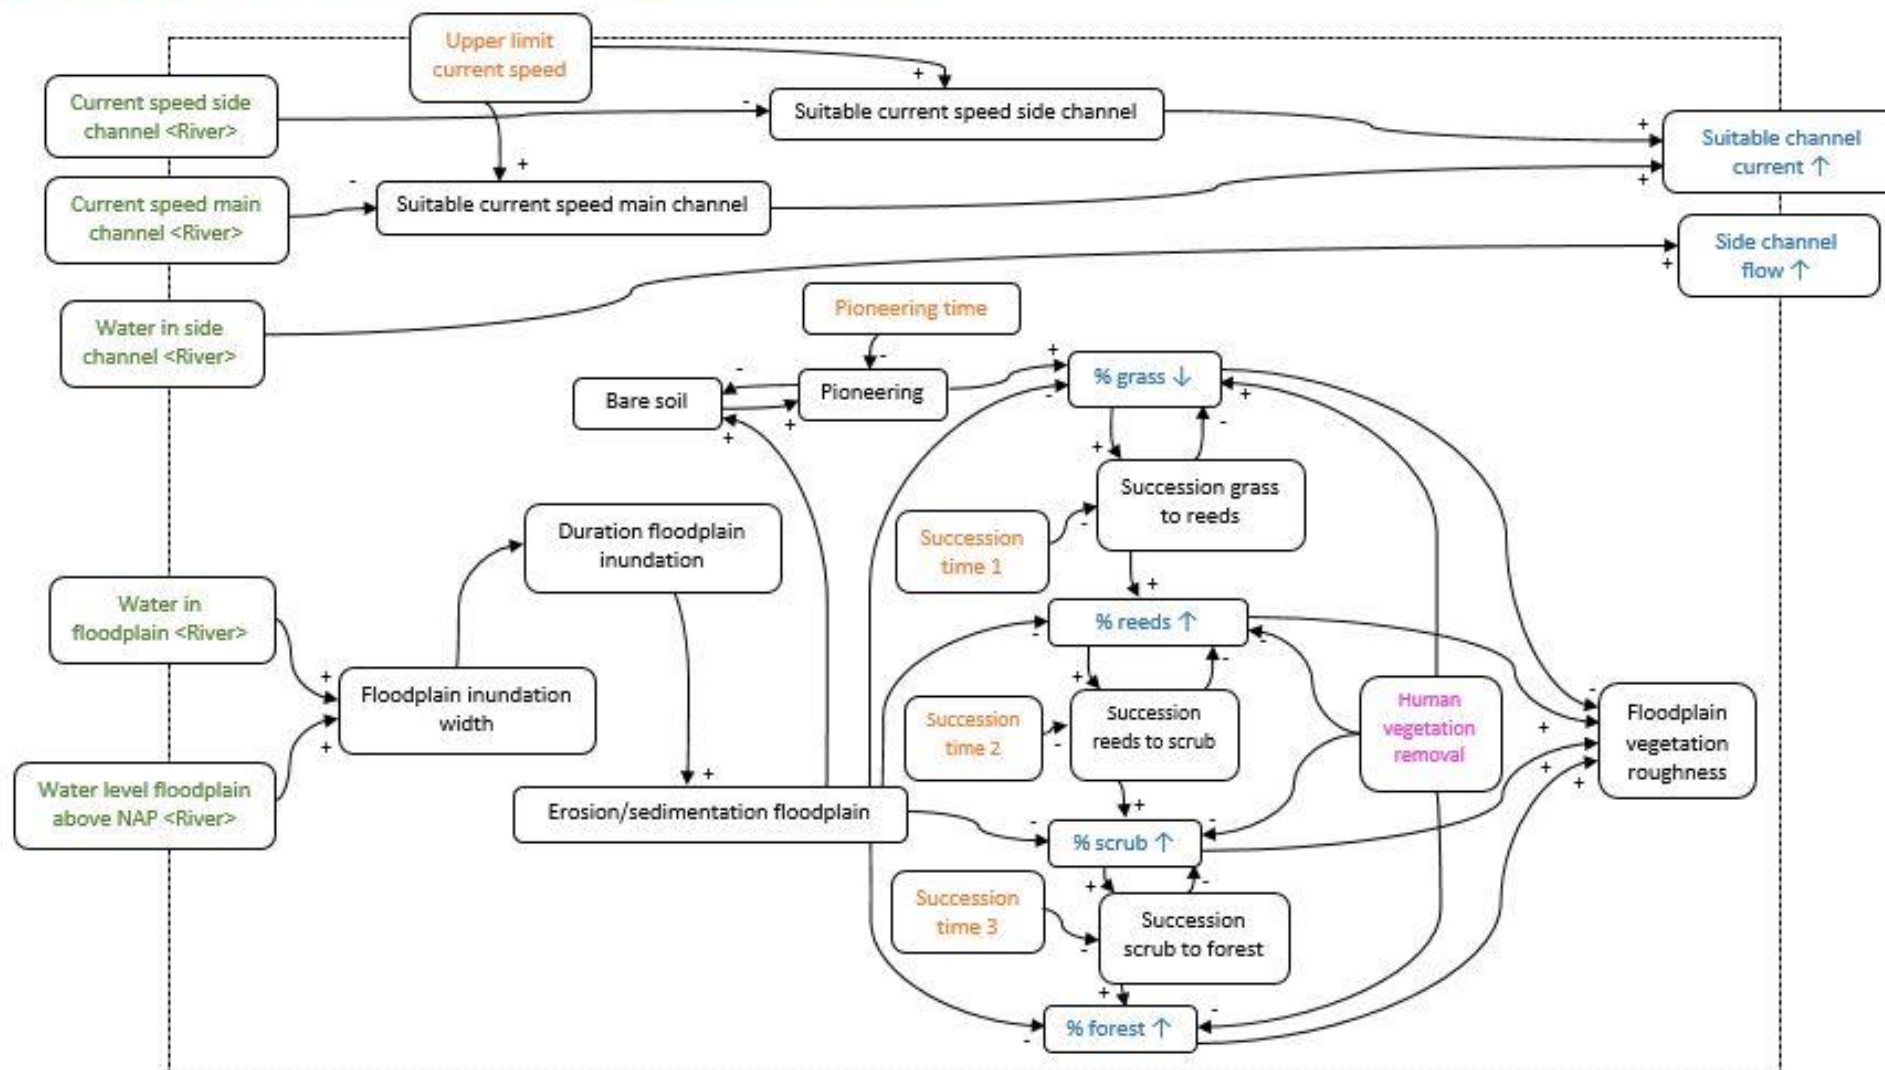 Upper limit
current speed
Current speed side
channel <River>
+
-
Suitable current speed side channel
+
Suitable channel
current ↑
+
+
-
Current speed main
channel <River>
Suitable current speed main channel
Side channel
flow ↑
+
Water in side
channel <River>
Pioneering time
-
+
-
Bare soil
Pioneering
% grass ↓
-
+
+
+
-
+
Succession grass
to reeds
Succession
time 1
-
Duration floodplain
inundation
+
Water in
floodplain <River>
% reeds ↑
-
-
+
-
+
Floodplain inundation
width
+
Succession
time 2
-
Succession
reeds to scrub
Human
vegetation
removal
-
Floodplain
vegetation
roughness
+
+
+
Water level floodplain
above NAP <River>
+
Erosion/sedimentation floodplain
+
-
-
% scrub ↑
+
-
Succession
time 3
-
Succession
scrub to forest
+
-
% forest ↑
-